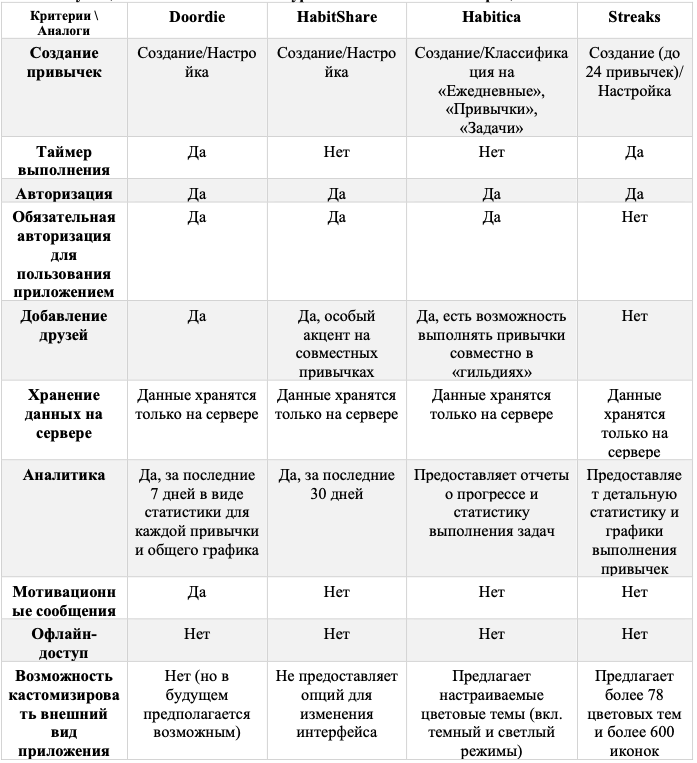 Критерии \ Аналоги | Doordie | HabitShare | Habitica | Streaks
Создание привычек | Создание/Настройка | Создание/Настройка | Создание/Классификация на «Ежедневные», «Привычки», «Задачи» | Создание (до 24 привычек)/ Настройка
Таймер выполнения | Да | Нет | Нет | Да
Авторизация | Да | Да | Да | Да
Обязательная авторизация для пользования приложением | Да | Да | Да | Нет
Добавление друзей | Да | Да, особый акцент на совместных привычках | Да, есть возможность выполнять привычки совместно в «гильдиях» | Нет
Хранение данных на сервере | Данные хранятся только на сервере | Данные хранятся только на сервере | Данные хранятся только на сервере | Данные хранятся только на сервере
Аналитика | Да, за последние 7 дней в виде статистики для каждой привычки и общего графика | Да, за последние 30 дней | Предоставляет отчеты о прогрессе и статистику выполнения задач | Предоставляет детальную статистику и графики выполнения привычек
Мотивационные сообщения | Да | Нет | Нет | Нет
Офлайн-доступ | Нет | Нет | Нет | Нет
Возможность кастомизировать внешний вид приложения | Нет (но в будущем предполагается возможным) | Не предоставляет опций для изменения интерфейса | Предлагает настраиваемые цветовые темы (вкл. темный и светлый режимы) | Предлагает более 78 цветовых тем и более 600 иконок